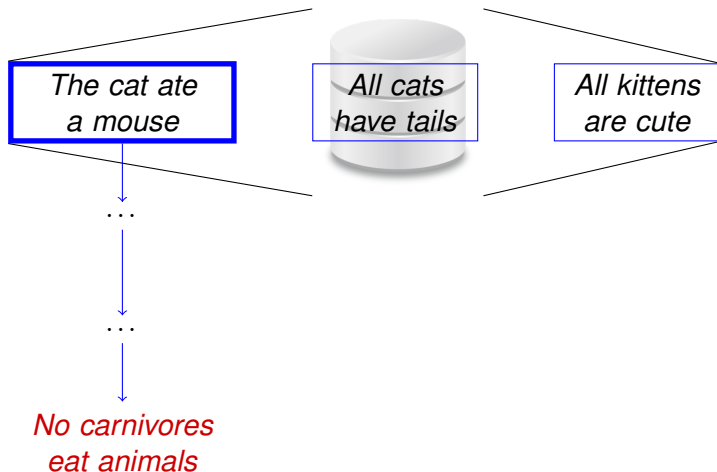 The cat ate
a mouse
All cats
have tails
All kittens
are cute
...
...
No carnivores
eat animals